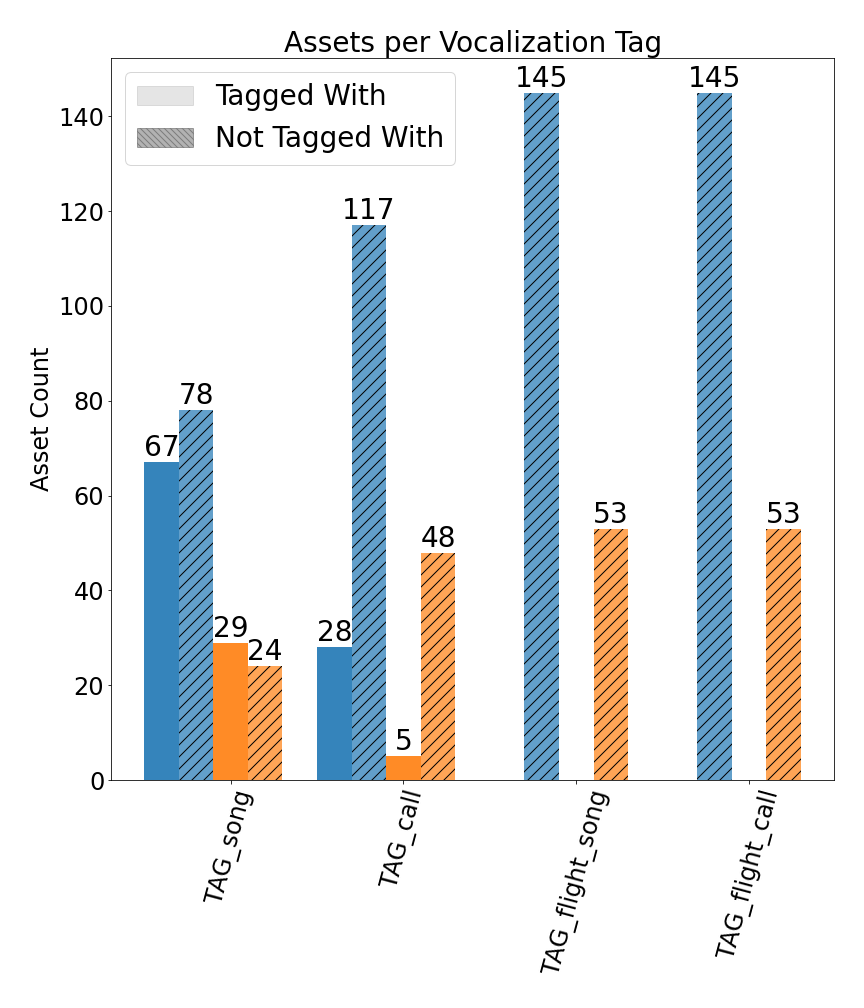 Assets per Vocalization Tag
Tagged With
Not Tagged With
Asset Count
140
120
100
80
60
40
20
0
67
78
29
24
28
117
5
48
145
53
145
53
TAG_song
TAG_call
TAG_flight_song
TAG_flight_call